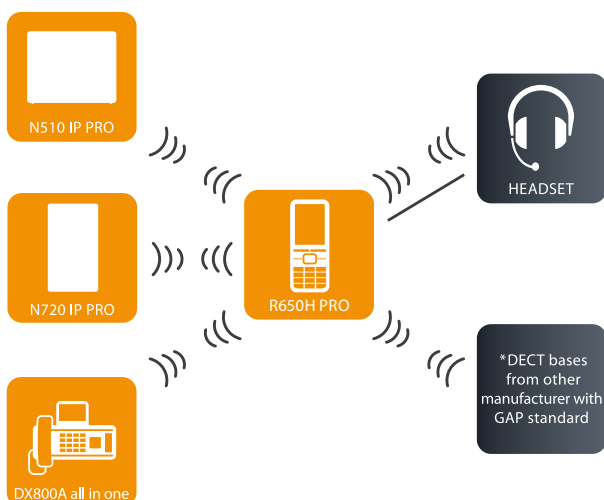 N510 IP PRO
HEADSET
N720 IP PRO
R650H PRO
*DECT bases
from other
manufacturer with
GAP standard
DX800A all in one